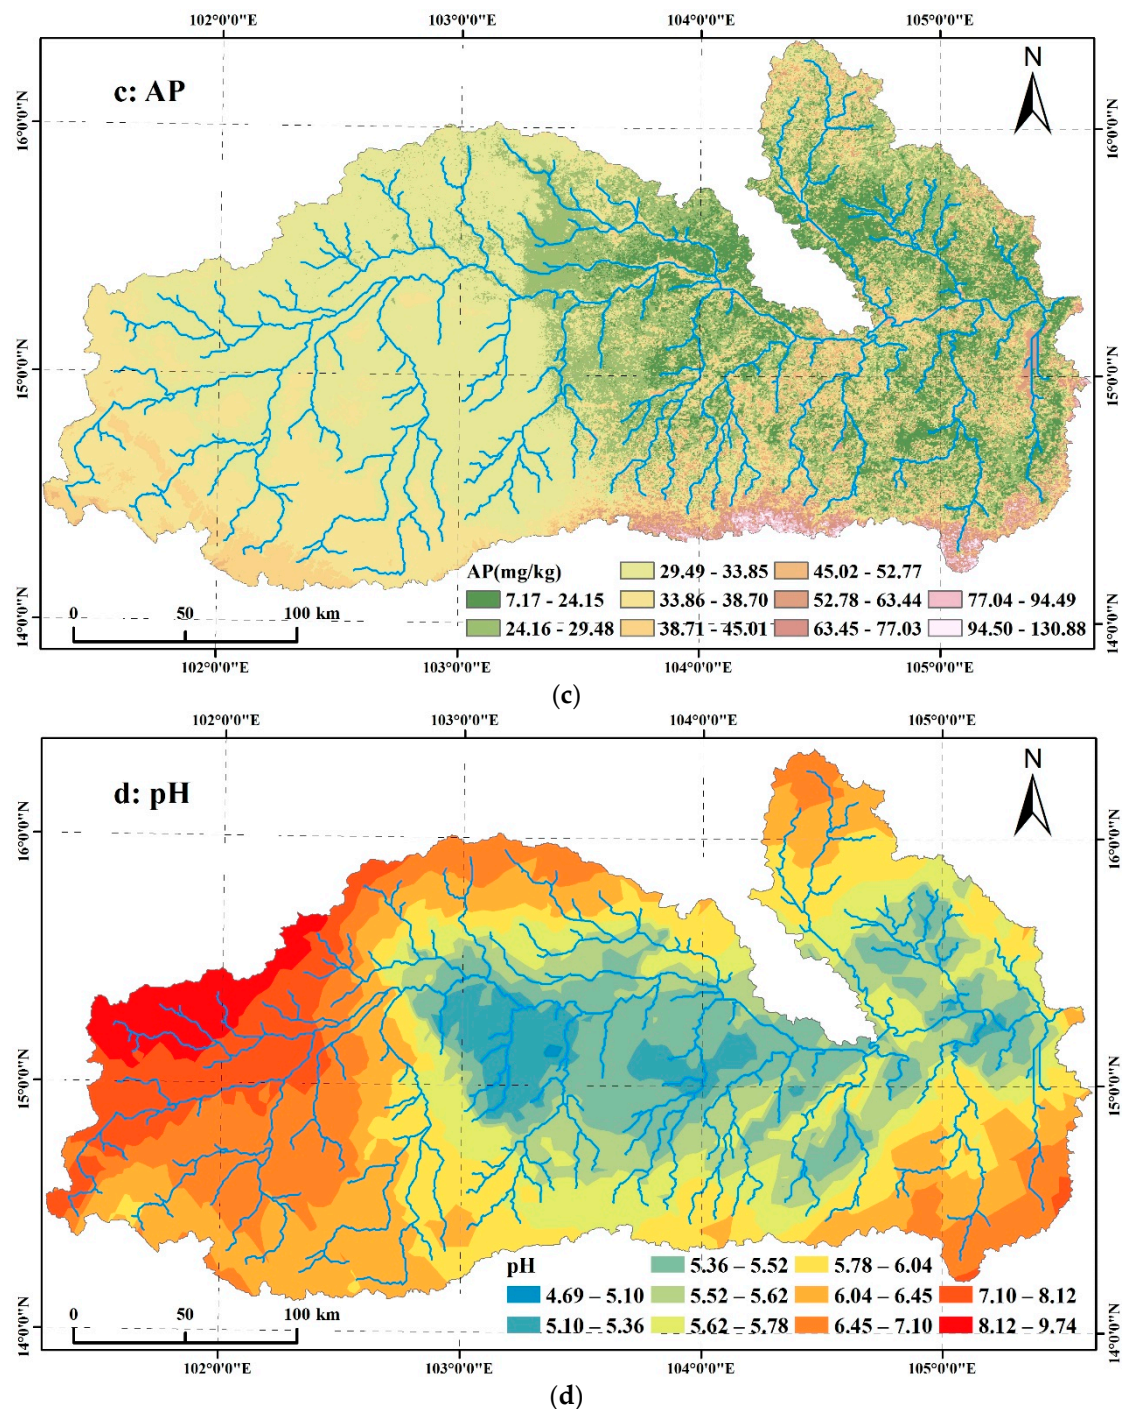 102°0'0"E 103°0'0"E 104°0'0"E 105°0'0"E
c: AP
N
16°0'0"N
16°0'0"N
15°0'0"N
15°0'0"N
14°0'0"N
14°0'0"N
AP(mg/kg)
29.49 - 33.85
45.02 - 52.77
7.17 - 24.15
33.86 - 38.70
52.78 - 63.44
77.04 - 94.49
24.16 - 29.48
38.71 - 45.01
63.45 - 77.03
94.50 - 130.88
0 50 100 km
102°0'0"E 103°0'0"E 104°0'0"E 105°0'0"E
(c)
102°0'0"E 103°0'0"E 104°0'0"E 105°0'0"E
d: pH
N
16°0'0"N
16°0'0"N
15°0'0"N
15°0'0"N
14°0'0"N
14°0'0"N
pH
5.36 – 5.52
5.78 – 6.04
4.69 – 5.10
5.52 – 5.62
6.04 – 6.45
7.10 – 8.12
5.10 – 5.36
5.62 – 5.78
6.45 – 7.10
8.12 – 9.74
0 50 100 km
102°0'0"E 103°0'0"E 104°0'0"E 105°0'0"E
(d)